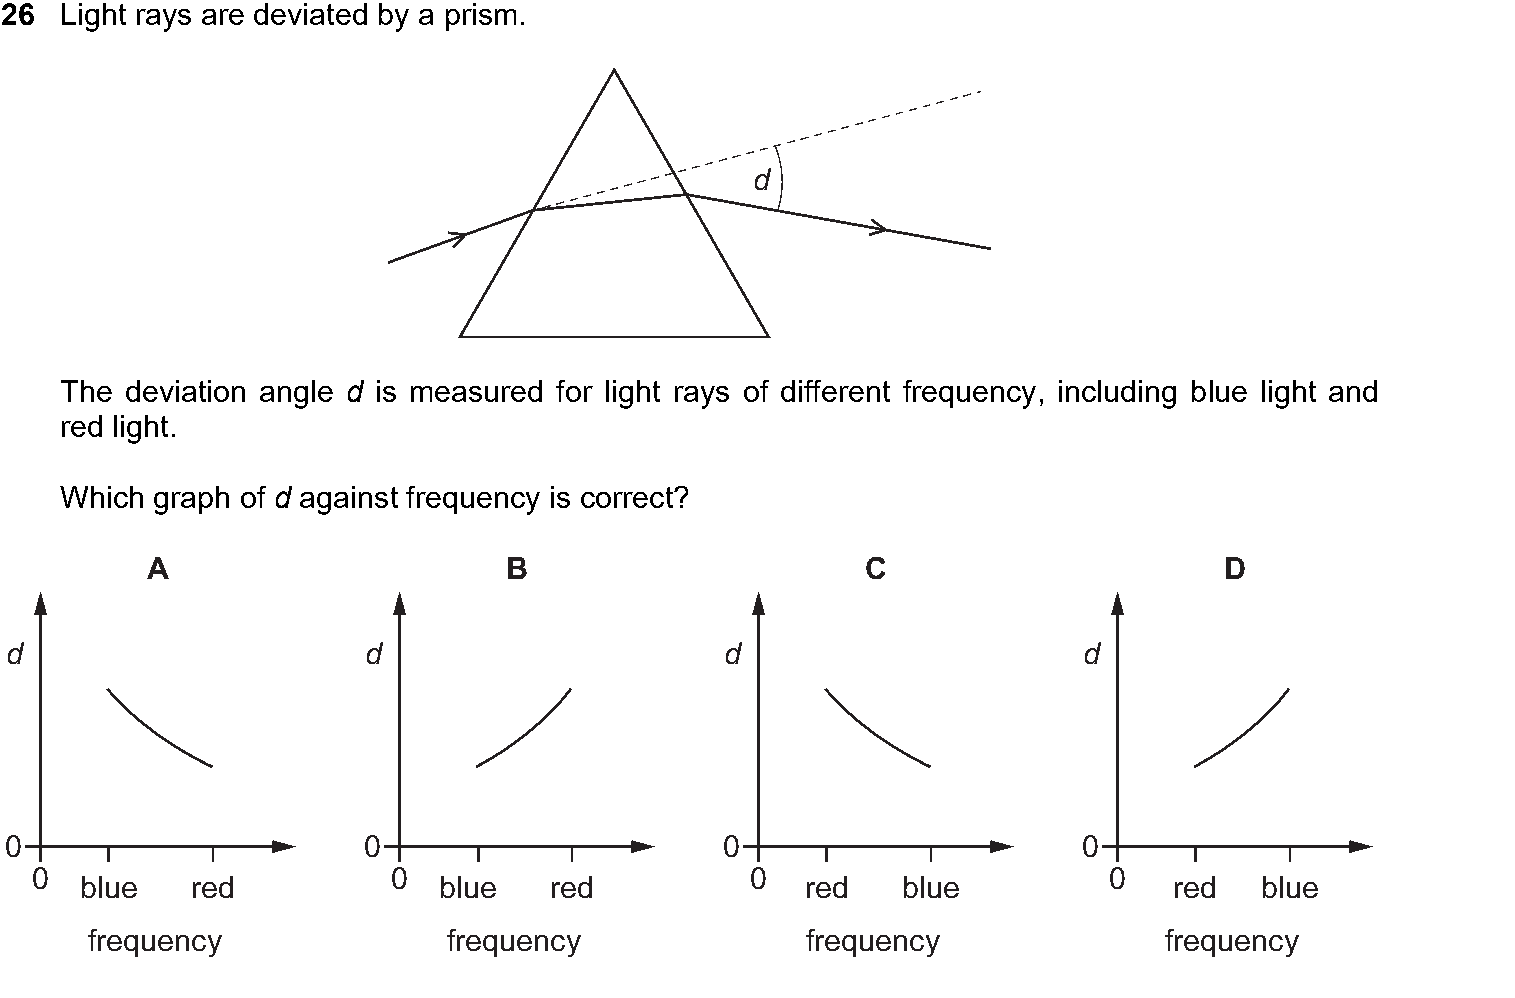 26 Light rays are deviated by a prism.
d
The deviation angle d is measured for light rays of different frequency, including blue light and
red light.
Which graph of d against frequency is correct?
A
d
0
0
blue
red
frequency
B
d
0
0
blue
red
frequency
C
d
0
0
red
blue
frequency
D
d
0
0
red
blue
frequency